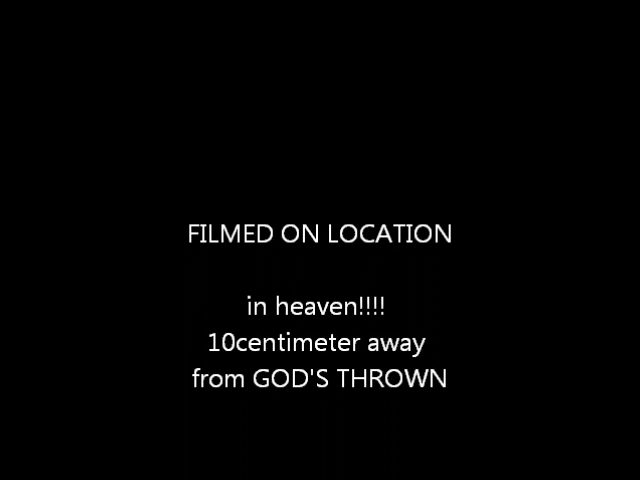 FILMED ON LOCATION
in heaven!!!!
10centimeter away
from GOD'S THROWN